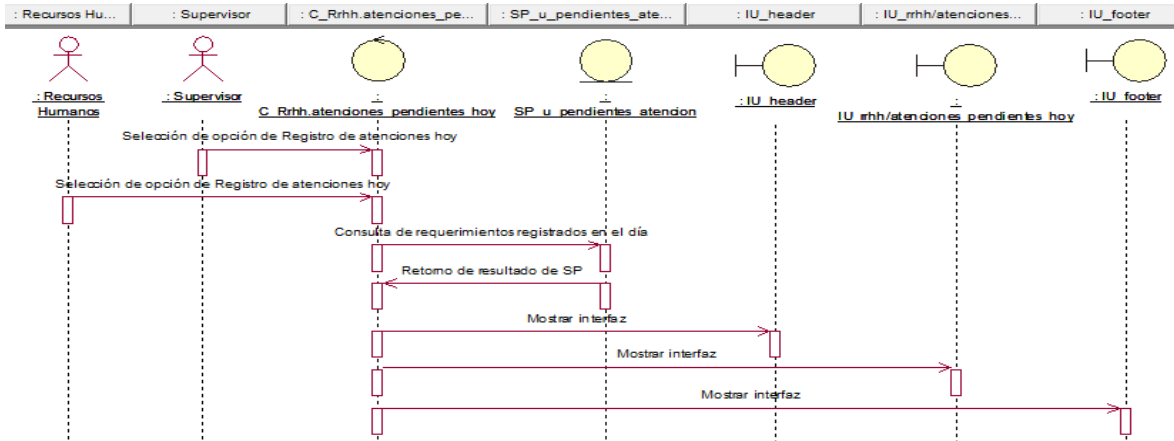 : Recursos Hu...
: Supervisor
: C_Rrhh.atenciones_pe...
: SP_u_pendientes_ate...
: IU_header
: IU_rrhh/atenciones...
: IU_footer
: Recursos
Humanos
: Supervisor
:
C_Rrhh.atenciones_pendientes_hoy
:
SP_u_pendientes_atencion
: IU_header
:
IU_rrhh/atenciones_pendientes_hoy
: IU_footer
Selección de opción de Registro de atenciones hoy
Selección de opción de Registro de atenciones hoy
Consulta de requerimientos registrados en el día
Retorno de resultado de SP
Mostrar interfaz
Mostrar interfaz
Mostrar interfaz